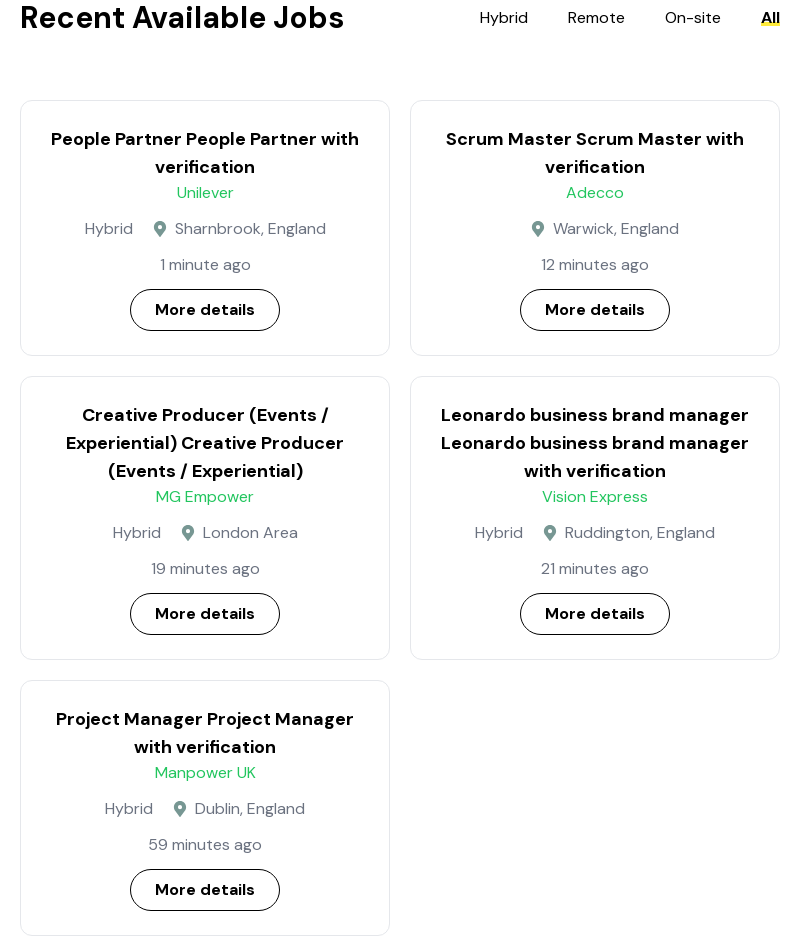 Recent Available Jobs
Hybrid Remote On-site All
People Partner People Partner with
verification
Unilever
Hybrid Sharnbrook, England
1 minute ago
More details
Scrum Master Scrum Master with
verification
Adecco
Warwick, England
12 minutes ago
More details
Creative Producer (Events /
Experiential) Creative Producer
(Events / Experiential)
MG Empower
Hybrid London Area
19 minutes ago
More details
Leonardo business brand manager
Leonardo business brand manager
with verification
Vision Express
Hybrid Ruddington, England
21 minutes ago
More details
Project Manager Project Manager
with verification
Manpower UK
Hybrid Dublin, England
59 minutes ago
More details